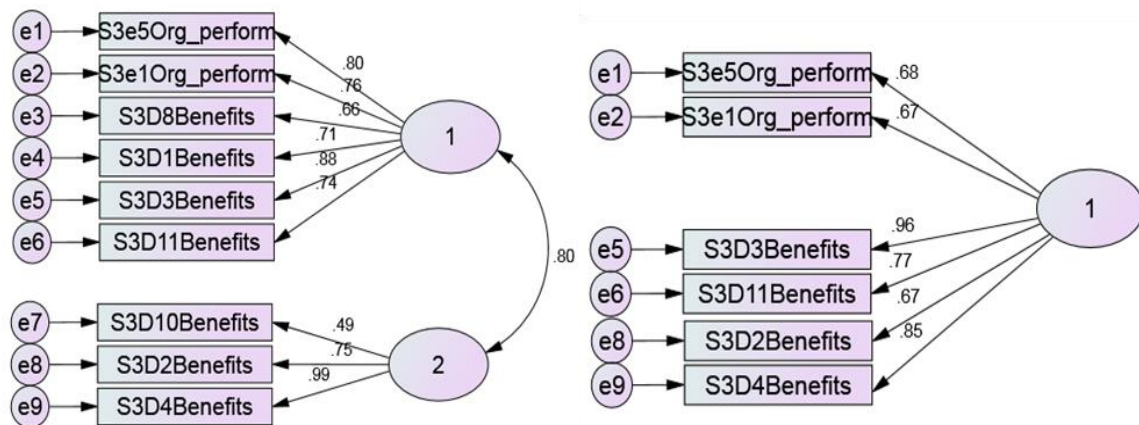 e1 S3e5Org_perform
.80
e2 S3e1Org_perform
.76
.66
e3 S3D8Benefits
.71
1
e4 S3D1Benefits
.88
.74
e5 S3D3Benefits
e6 S3D11Benefits
.80
e7 S3D10Benefits
.49
.75
e8 S3D2Benefits
2
.99
e9 S3D4Benefits
e1 S3e5Org_perform
.68
e2 S3e1Org_perform
.67
1
e5 S3D3Benefits
.96
.77
e6 S3D11Benefits
.67
e8 S3D2Benefits
.85
e9 S3D4Benefits